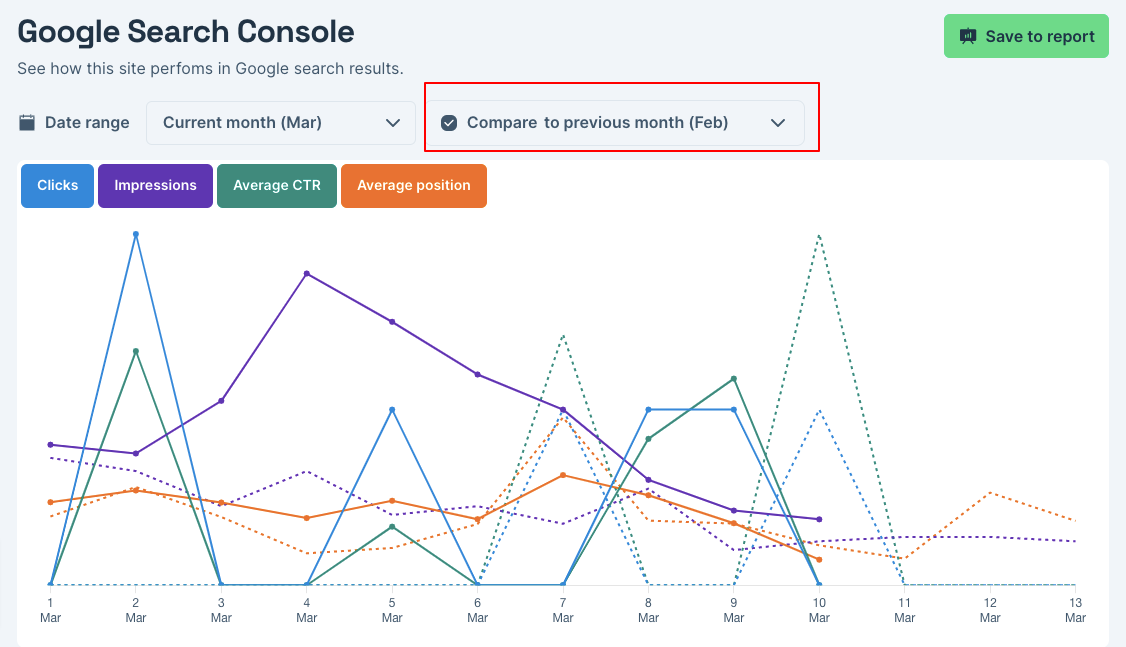 Google Search Console
Save to report
See how this site perfoms in Google search results.
Date range
Current month (Mar)
Compare to previous month (Feb)
Clicks
Impressions
Average CTR
Average position
1 2 3 4 5 6 7 8 9 10 11 12 13
Mar Mar Mar Mar Mar Mar Mar Mar Mar Mar Mar Mar Mar